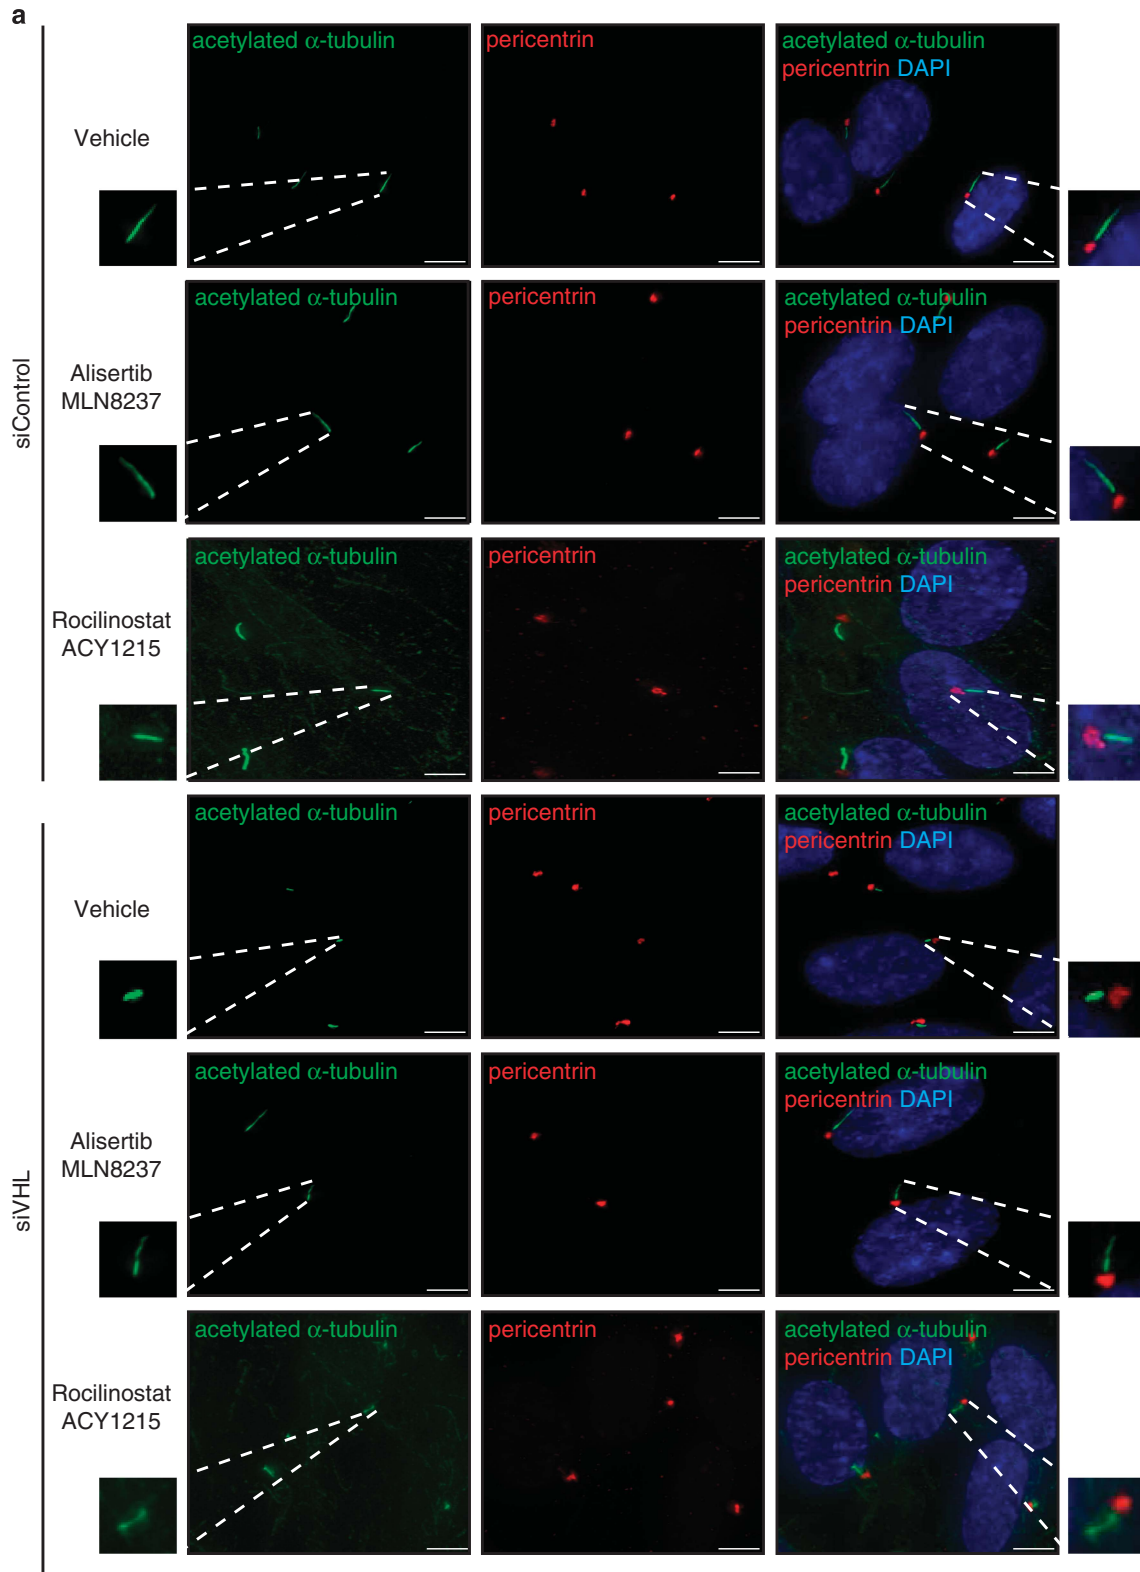 a
siControl
Vehicle
acetylated α-tubulin
pericentrin
acetylated α-tubulin
pericentrin DAPI
Alisertib
MLN8237
acetylated α-tubulin
pericentrin
acetylated α-tubulin
pericentrin DAPI
Rocilinostat
ACY1215
acetylated α-tubulin
pericentrin
acetylated α-tubulin
pericentrin DAPI
siVHL
Vehicle
acetylated α-tubulin
pericentrin
acetylated α-tubulin
pericentrin DAPI
Alisertib
MLN8237
acetylated α-tubulin
pericentrin
acetylated α-tubulin
pericentrin DAPI
Rocilinostat
ACY1215
acetylated α-tubulin
pericentrin
acetylated α-tubulin
pericentrin DAPI